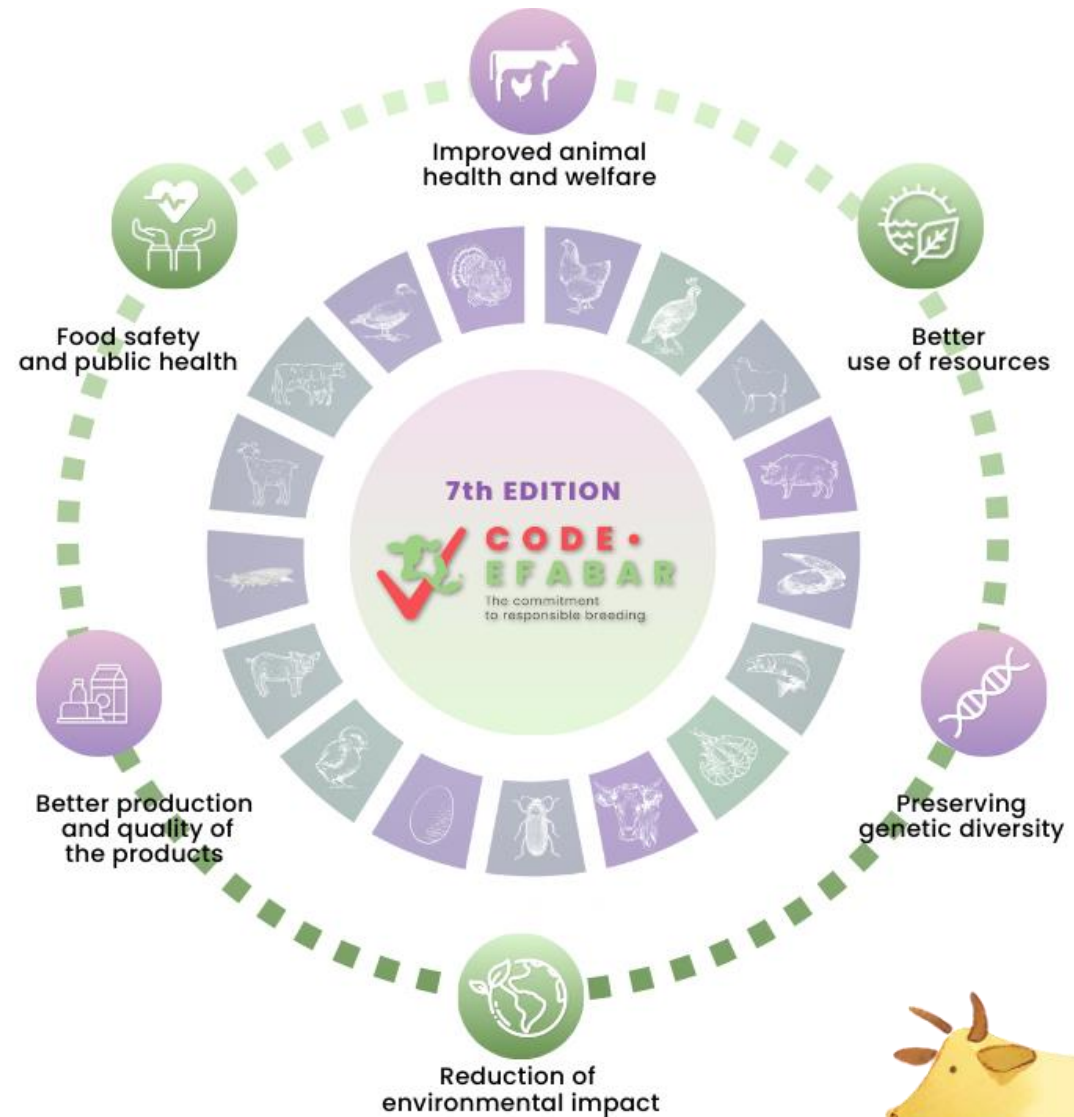 Improved animal
health and welfare
Food safety
and public health
Better
use of resources
7th EDITION
CODE•
EFABAR
The commitment
to responsible breeding
Better production
and quality of
the products
Preserving
genetic diversity
Reduction of
environmental impact